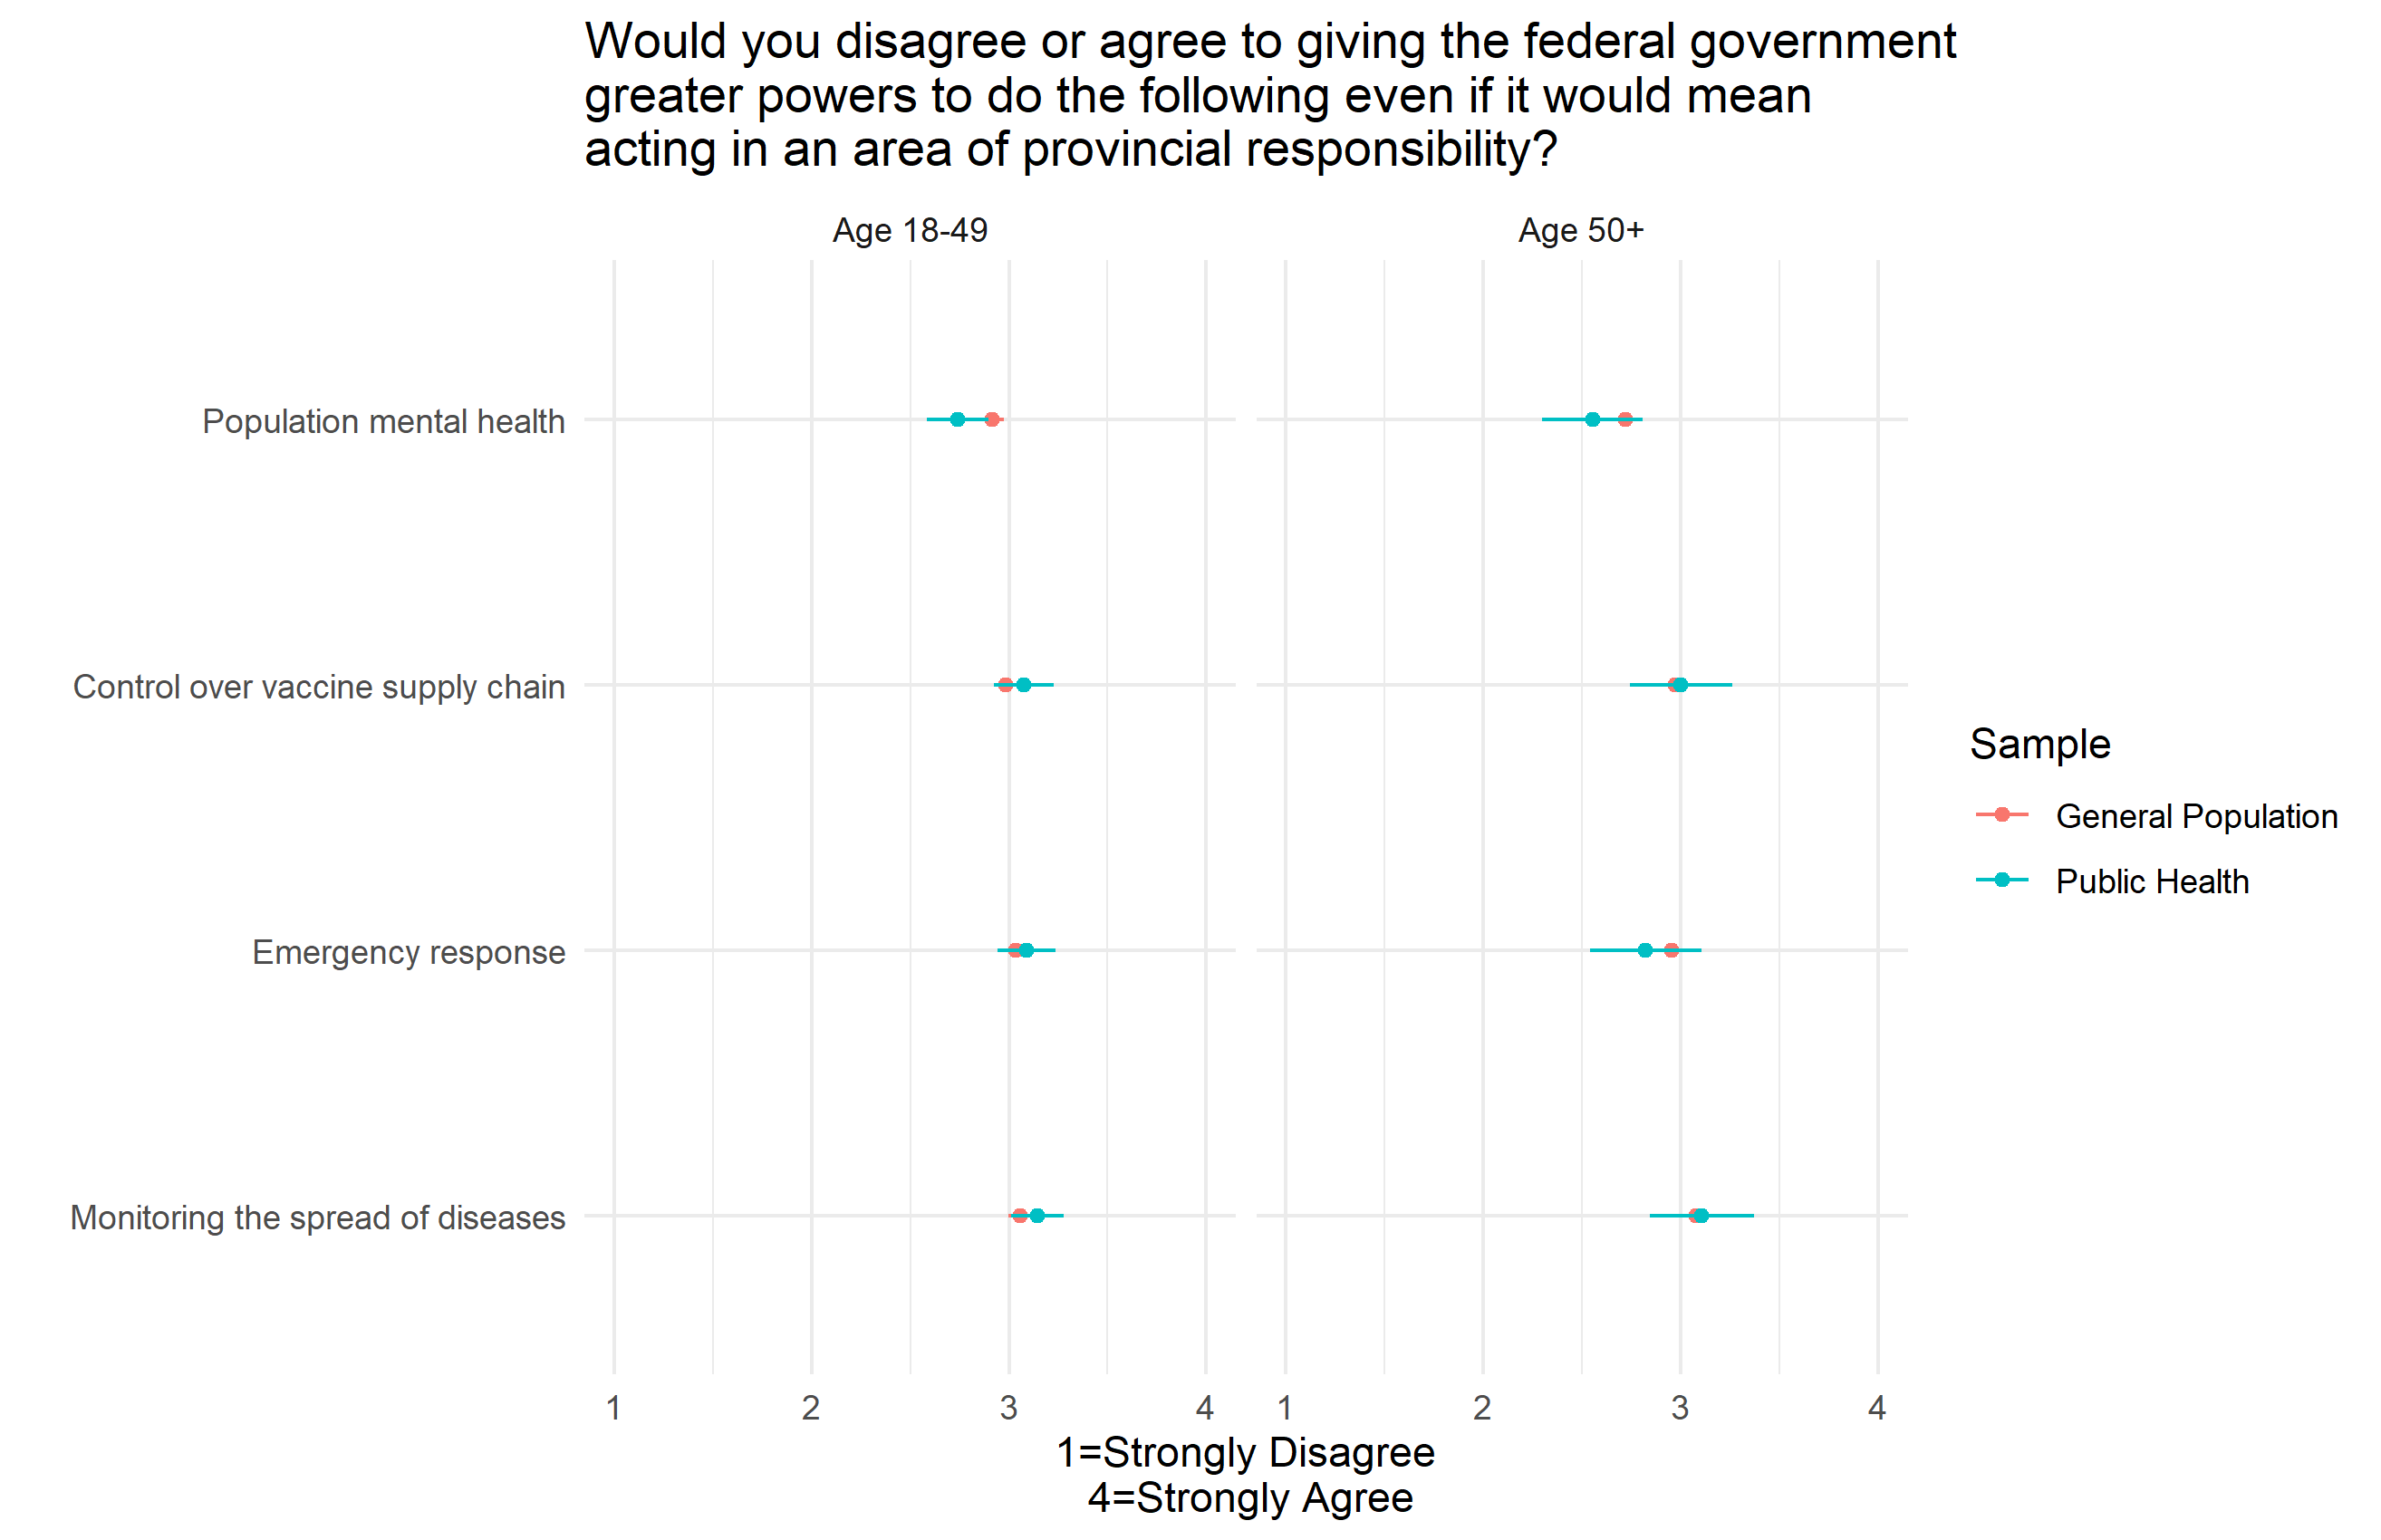 Would you disagree or agree to giving the federal government
greater powers to do the following even if it would mean
acting in an area of provincial responsibility?
Age 18-49
Age 50+
Population mental health
Control over vaccine supply chain
Emergency response
Monitoring the spread of diseases
1 2 3 4 1 2 3 4
1=Strongly Disagree
4=Strongly Agree
Sample
General Population
Public Health